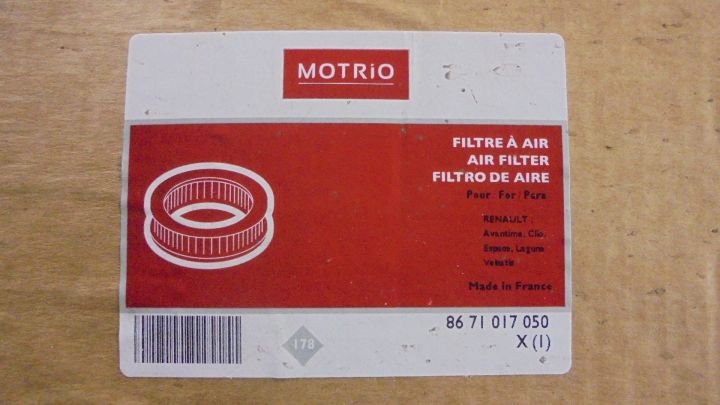 MOTRiO
FILTRE À AIR
AIR FILTER
FILTRO DE AIRE
Pour / For / Para
RENAULT :
Avantime, Clio,
Espace, Laguna
Velsatis
Made in France
178
86 71 017 050
X (1)